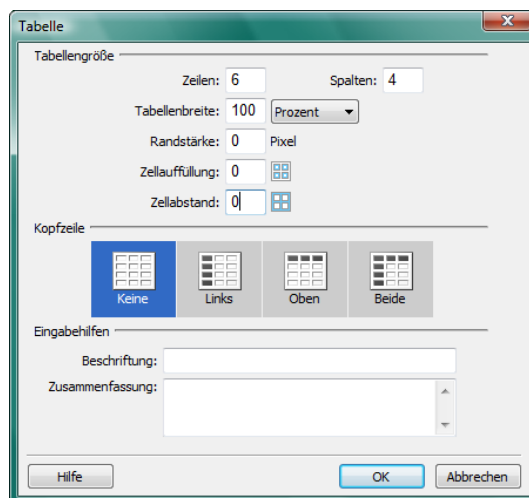 Tabelle
Tabellengröße
Zeilen: 6 Spalten: 4
Tabellenbreite: 100 Prozent
Randstärke: 0 Pixel
Zellauffüllung: 0
Zellabstand: 0
Kopfzeile
Keine Links Oben Beide
Eingabehilfen
Beschriftung:
Zusammenfassung:
Hilfe OK Abbrechen